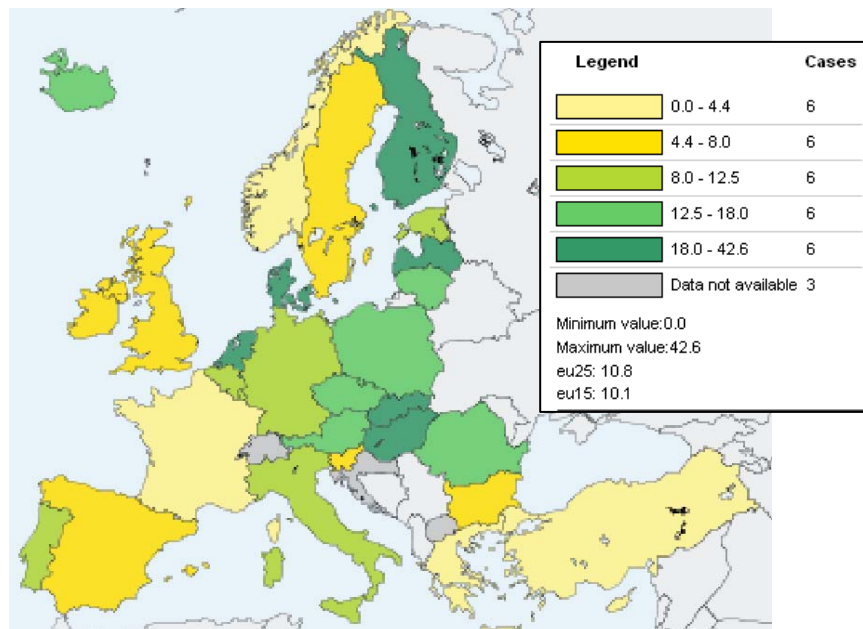 Legend Cases
0.0 - 4.4 6
4.4 - 8.0 6
8.0 - 12.5 6
12.5 - 18.0 6
18.0 - 42.6 6
Data not available 3
Minimum value:0.0
Maximum value:42.6
eu25: 10.8
eu15: 10.1